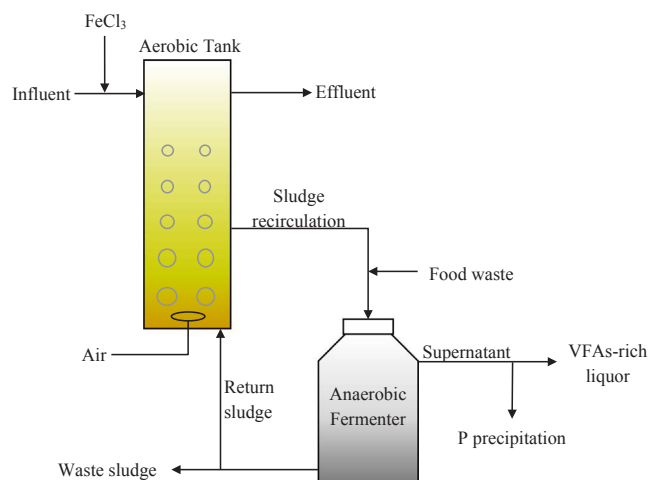 FeCl₃
Aerobic Tank
Influent
Effluent
Sludge
recirculation
Food waste
Air
Return
sludge
Supernatant
VFAs-rich
liquor
Anaerobic
Fermenter
P precipitation
Waste sludge